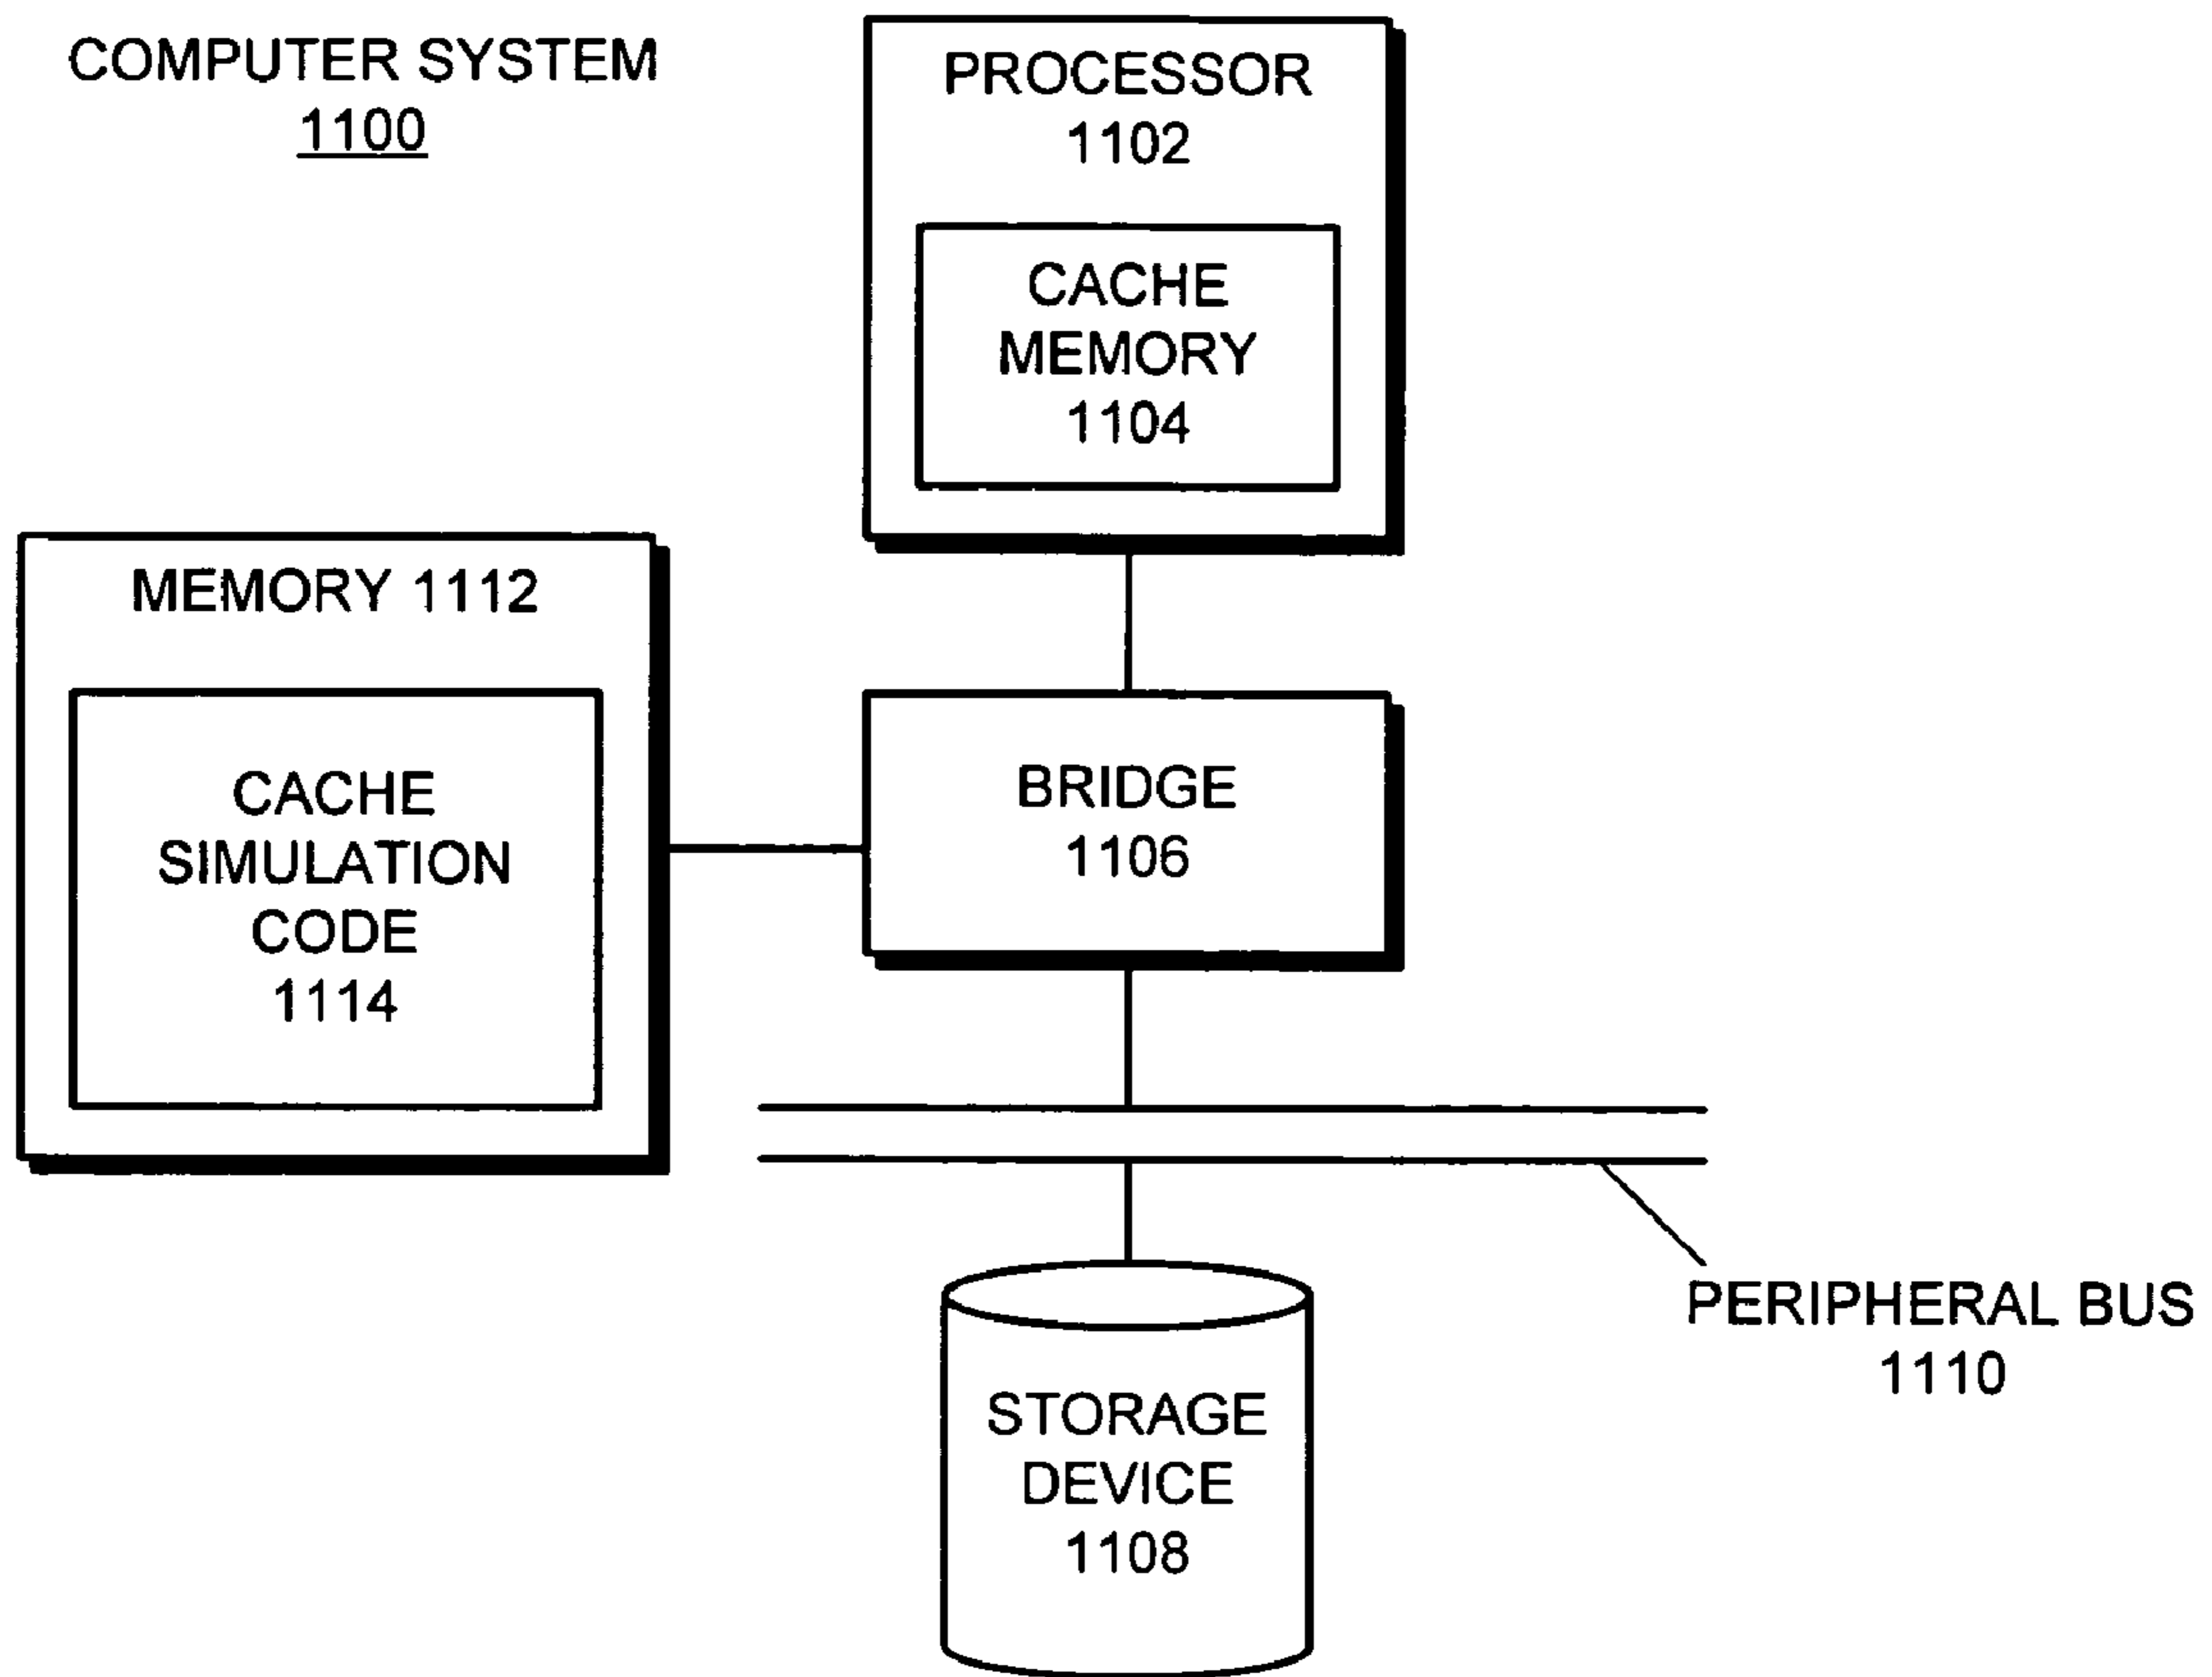 COMPUTER SYSTEM
1100
PROCESSOR
1102
CACHE
MEMORY
1104
MEMORY 1112
CACHE
SIMULATION
CODE
1114
BRIDGE
1106
PERIPHERAL BUS
1110
STORAGE
DEVICE
1108